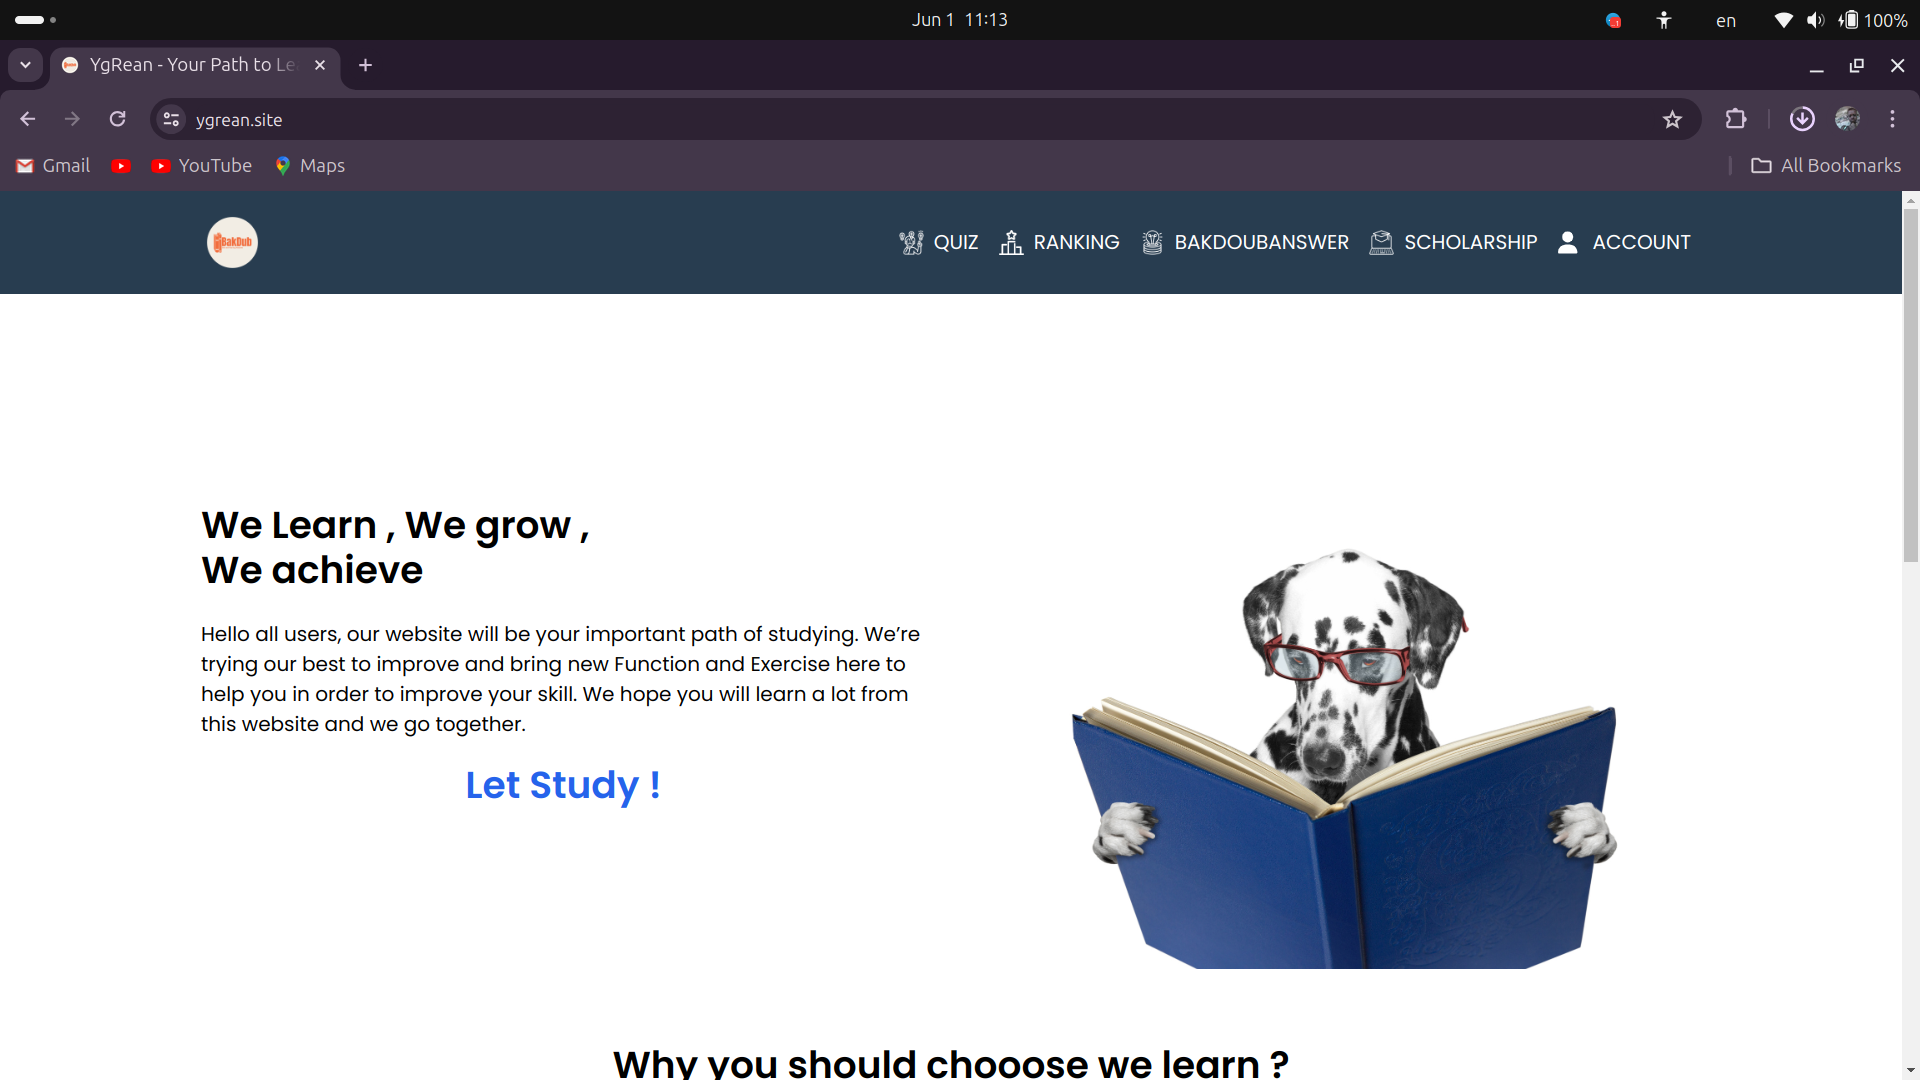 Jun 1 11:13
en
100%
YgRean - Your Path to Le
ygrean.site
Gmail
YouTube
Maps
All Bookmarks
BakDub
QUIZ
RANKING
BAKDOUBANSWER
SCHOLARSHIP
ACCOUNT
We Learn , We grow ,
We achieve
Hello all users, our website will be your important path of studying. We’re
trying our best to improve and bring new Function and Exercise here to
help you in order to improve your skill. We hope you will learn a lot from
this website and we go together.
Let Study !
Why you should chooose we learn ?